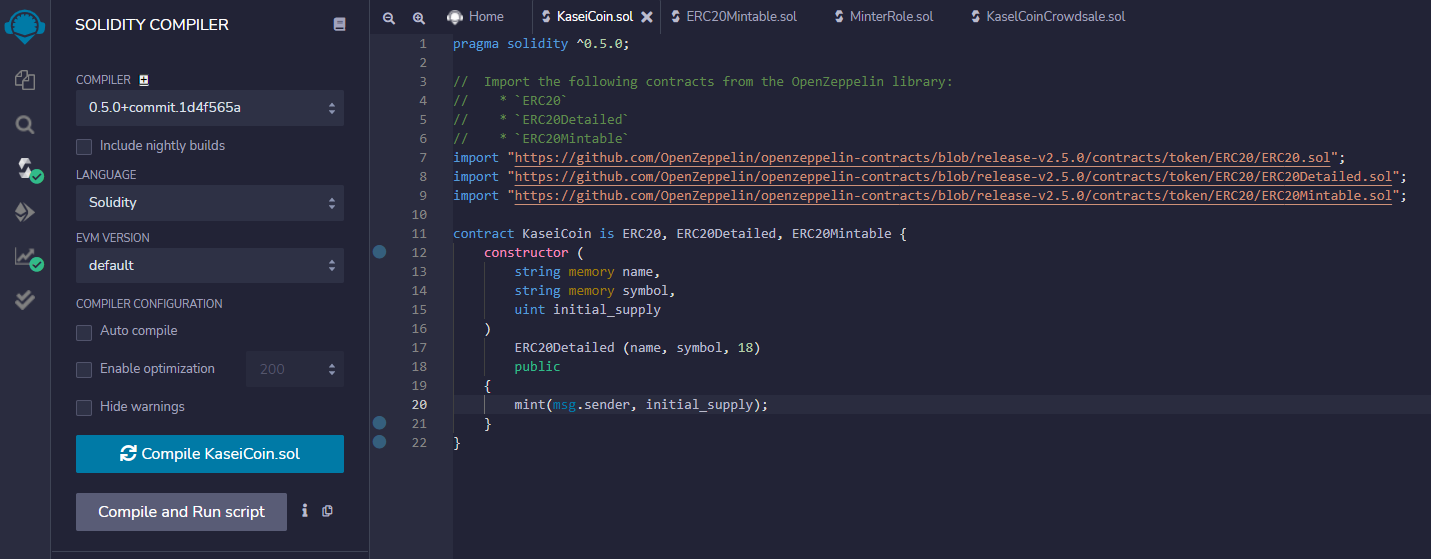 SOLIDITY COMPILER
COMPILER
0.5.0+commit.1d4f565a
Include nightly builds
LANGUAGE
Solidity
EVM VERSION
default
COMPILER CONFIGURATION
Auto compile
Enable optimization 200
Hide warnings
Compile KaseiCoin.sol
Compile and Run script
Home KaseiCoin.sol ERC20Mintable.sol MinterRole.sol KaselCoinCrowdsale.sol
1 pragma solidity ^0.5.0;
2
3 //  Import the following contracts from the OpenZeppelin library:
4 //    * `ERC20`
5 //    * `ERC20Detailed`
6 //    * `ERC20Mintable`
7 import "https://github.com/OpenZeppelin/openzeppelin-contracts/blob/release-v2.5.0/contracts/token/ERC20/ERC20.sol";
8 import "https://github.com/OpenZeppelin/openzeppelin-contracts/blob/release-v2.5.0/contracts/token/ERC20/ERC20Detailed.sol";
9 import "https://github.com/OpenZeppelin/openzeppelin-contracts/blob/release-v2.5.0/contracts/token/ERC20/ERC20Mintable.sol";
10
11 contract KaseiCoin is ERC20, ERC20Detailed, ERC20Mintable {
12     constructor (
13         string memory name,
14         string memory symbol,
15         uint initial_supply
16     )
17         ERC20Detailed (name, symbol, 18)
18         public
19     {
20         mint(msg.sender, initial_supply);
21     }
22 }